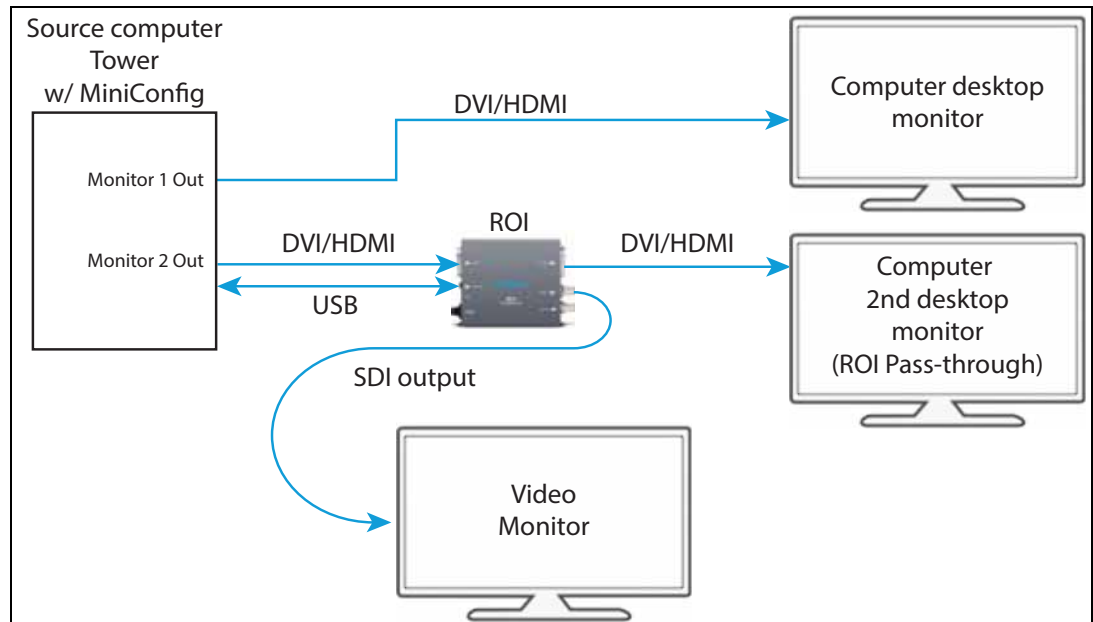 Source computer
Tower
w/ MiniConfig
DVI/HDMI
Computer desktop
monitor
Monitor 1 Out
ROI
Monitor 2 Out
DVI/HDMI
DVI/HDMI
USB
Computer
2nd desktop
monitor
(ROI Pass-through)
SDI output
Video
Monitor